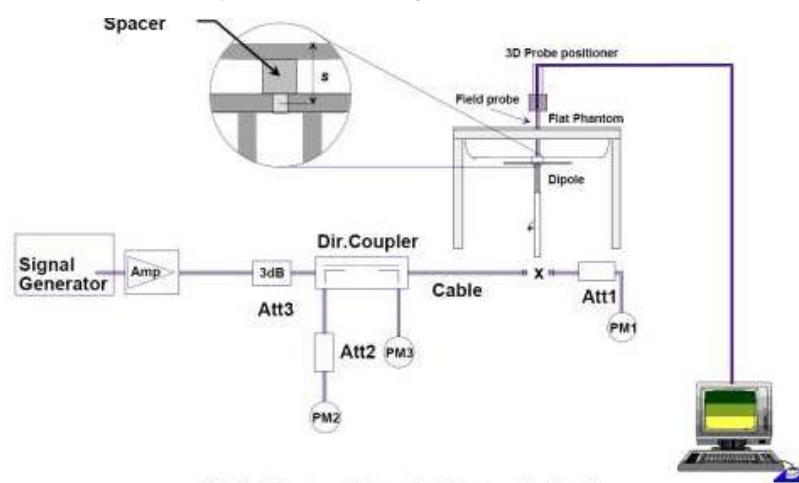 Spacer
s
3D Probe positioner
Field probe
Flat Phantom
Dipole
Dir.Coupler
Signal
Generator
Amp
3dB
Att3
Cable
x
Att1
PM1
Att2
PM3
PM2